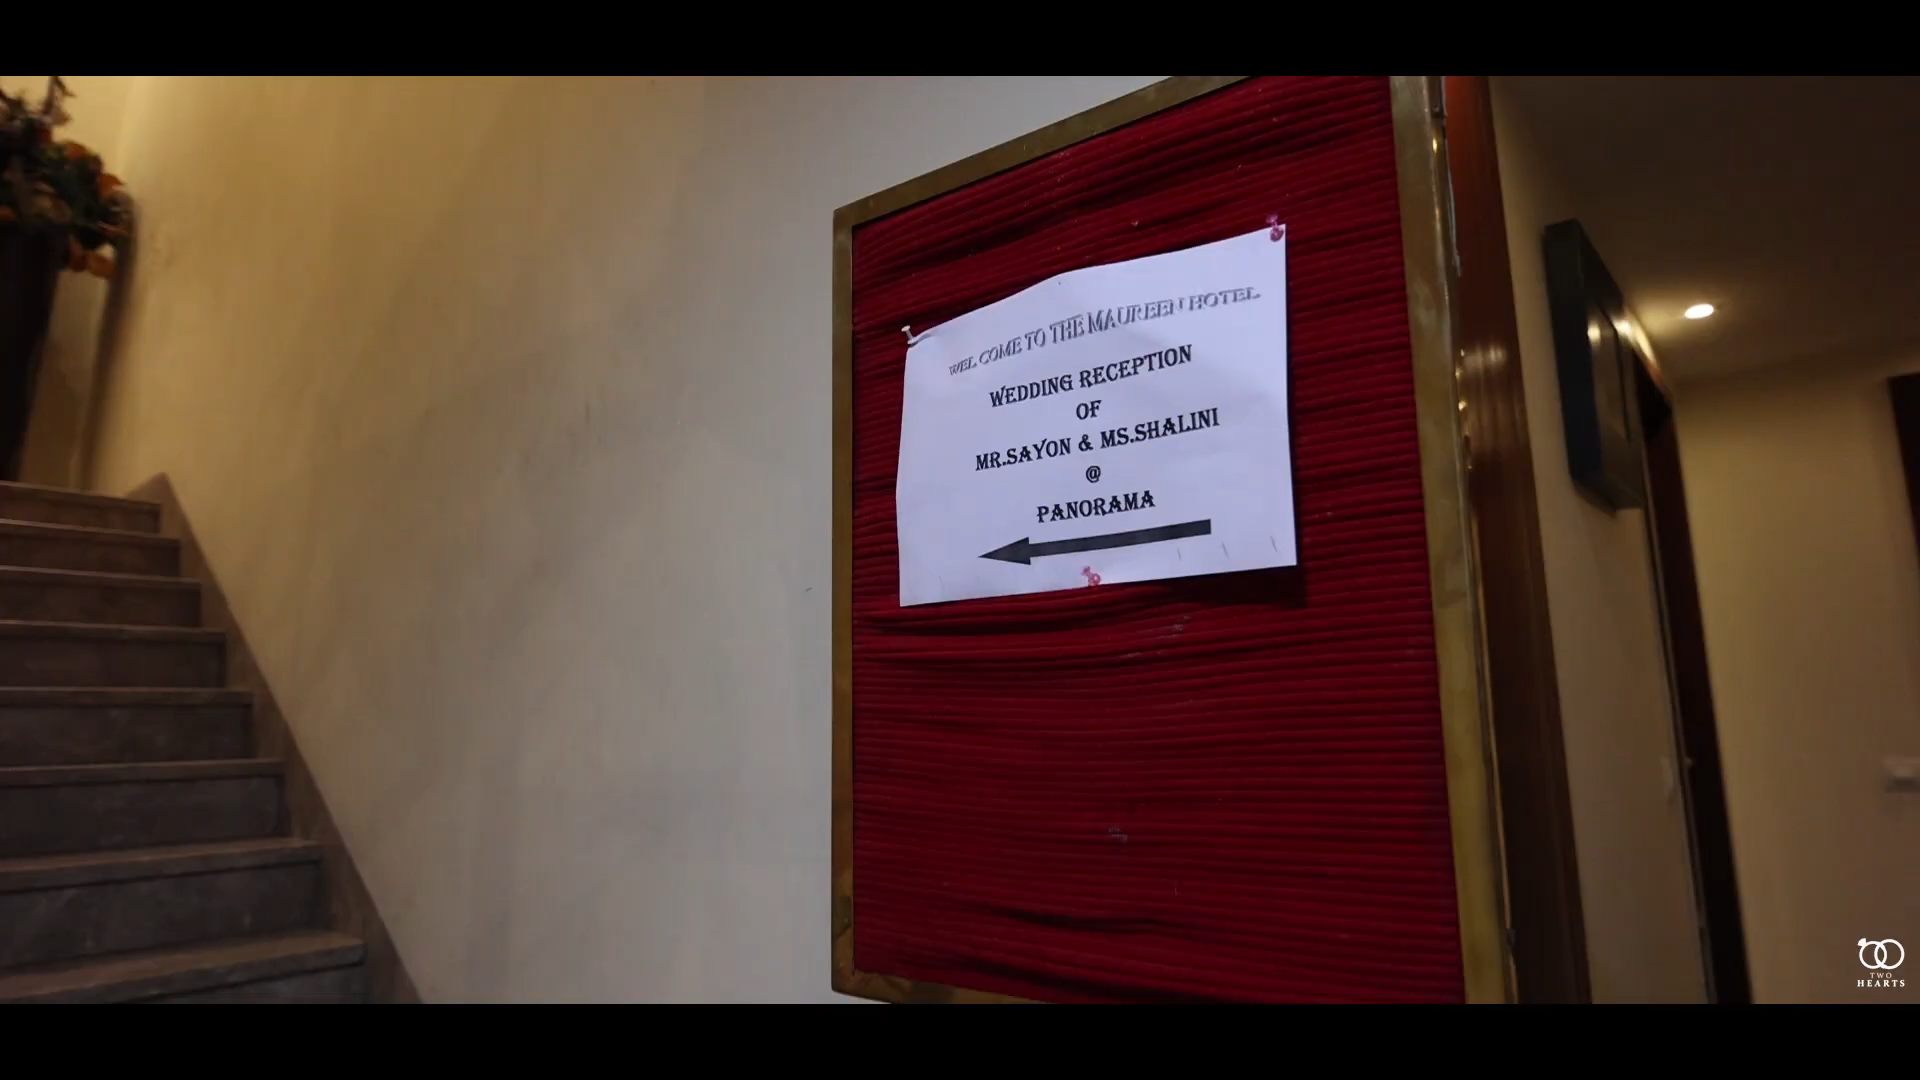 WEL COME TO THE MAUREEN HOTEL
WEDDING RECEPTION
OF
MR.SAYON & MS.SHALINI
@
PANORAMA
TWO
HEARTS